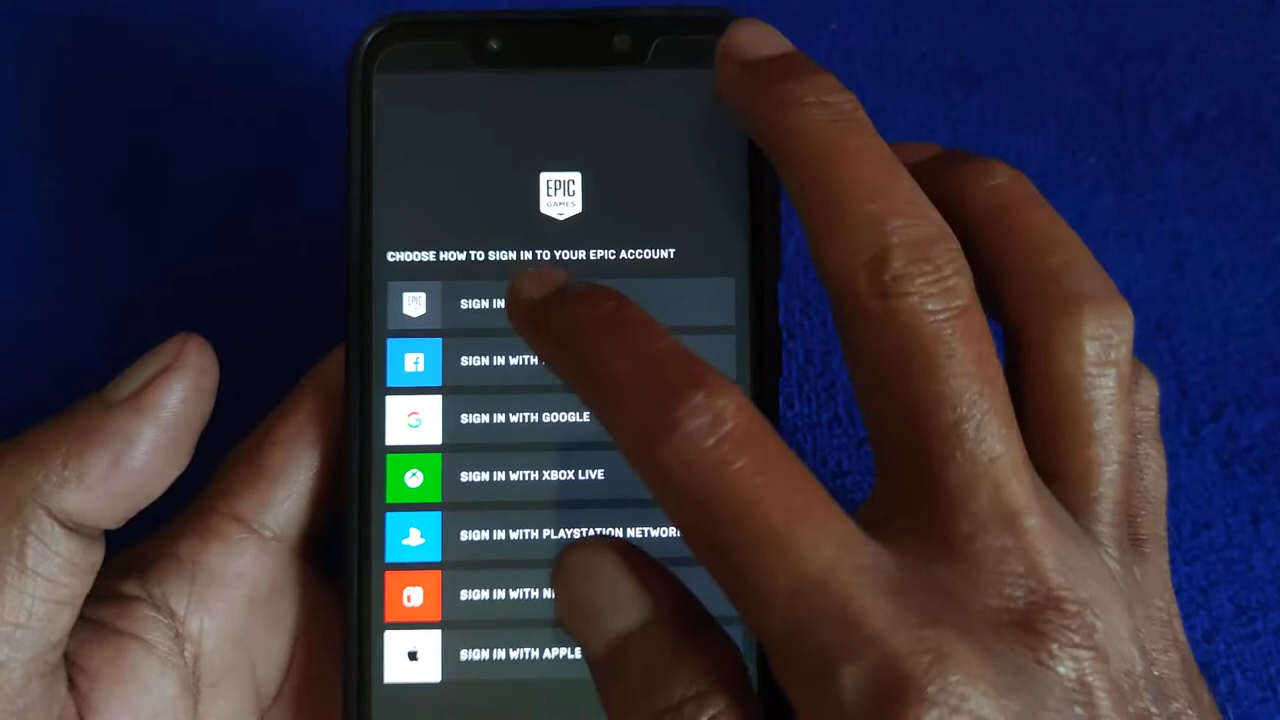 EPIC
GAMES
CHOOSE HOW TO SIGN IN TO YOUR EPIC ACCOUNT
EPIC
SIGN IN
SIGN IN WITH
SIGN IN WITH GOOGLE
SIGN IN WITH XBOX LIVE
SIGN IN WITH PLAYSTATION NETWORK
SIGN IN WITH
SIGN IN WITH APPLE